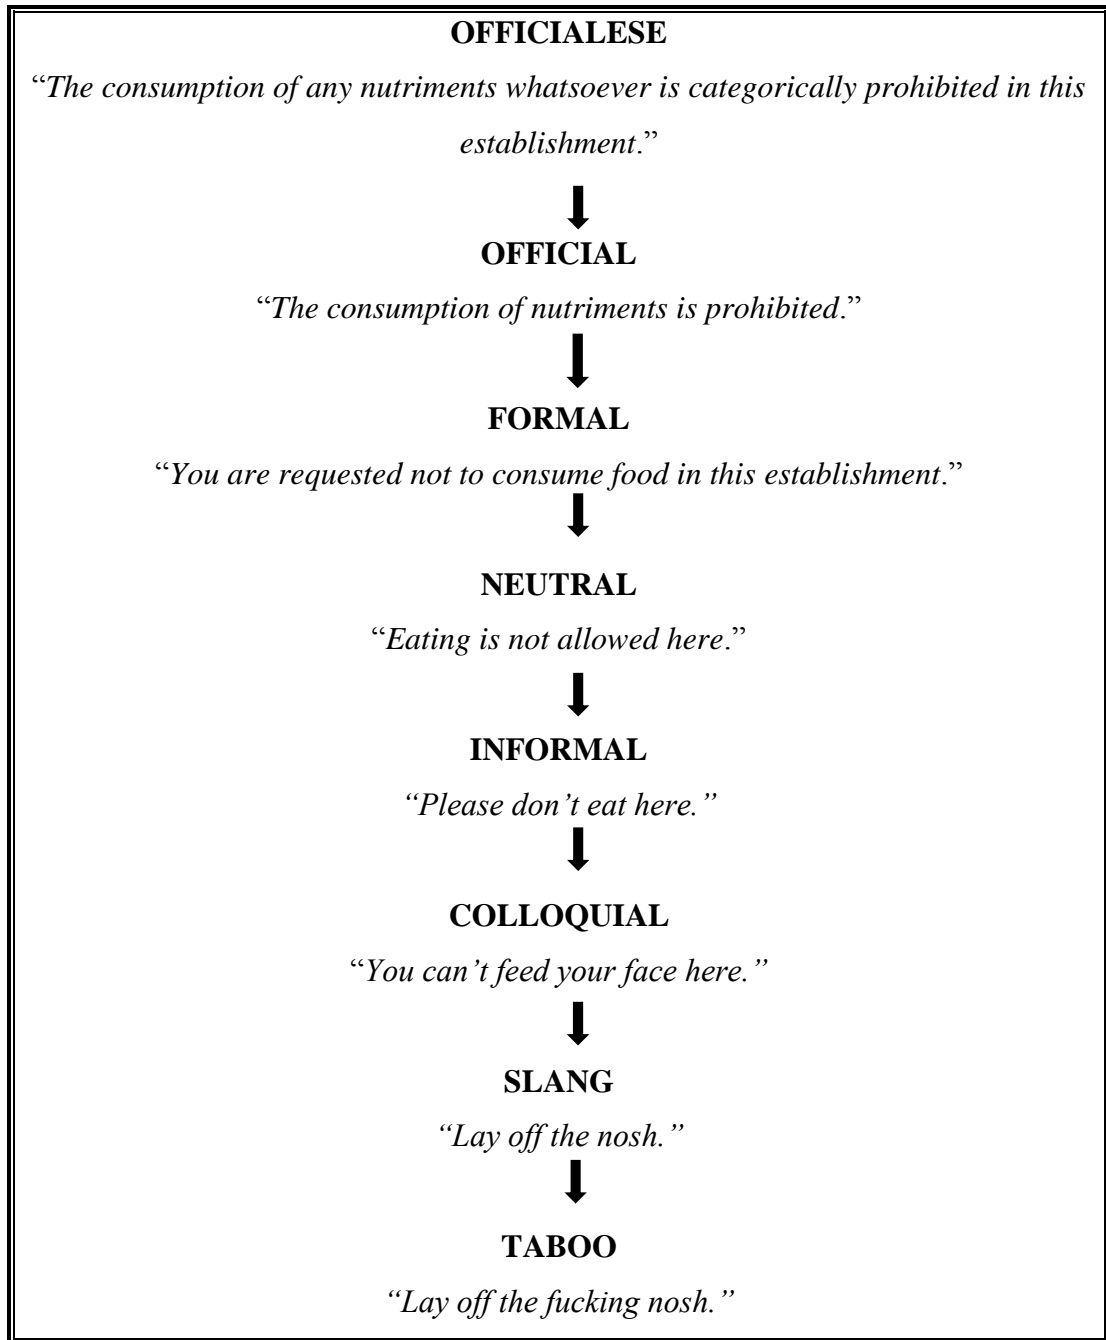 OFFICIALESE
“The consumption of any nutriments whatsoever is categorically prohibited in this
establishment.”
OFFICIAL
“The consumption of nutriments is prohibited.”
FORMAL
“You are requested not to consume food in this establishment.”
NEUTRAL
“Eating is not allowed here.”
INFORMAL
“Please don’t eat here.”
COLLOQUIAL
“You can’t feed your face here.”
SLANG
“Lay off the nosh.”
TABOO
“Lay off the fucking nosh.”